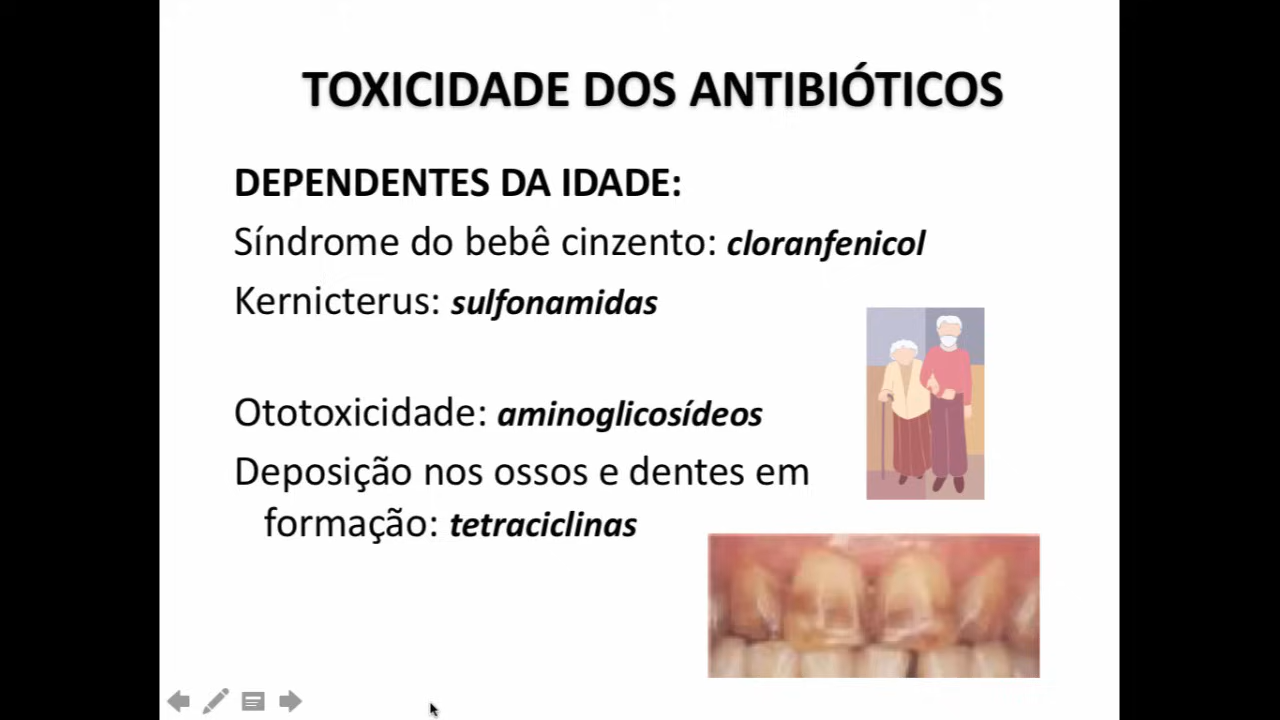 TOXICIDADE DOS ANTIBIÓTICOS
DEPENDENTES DA IDADE:
Síndrome do bebê cinzento: cloranfenicol
Kernicterus: sulfonamidas
Ototoxicidade: aminoglicosídeos
Deposição nos ossos e dentes em
formação: tetraciclinas